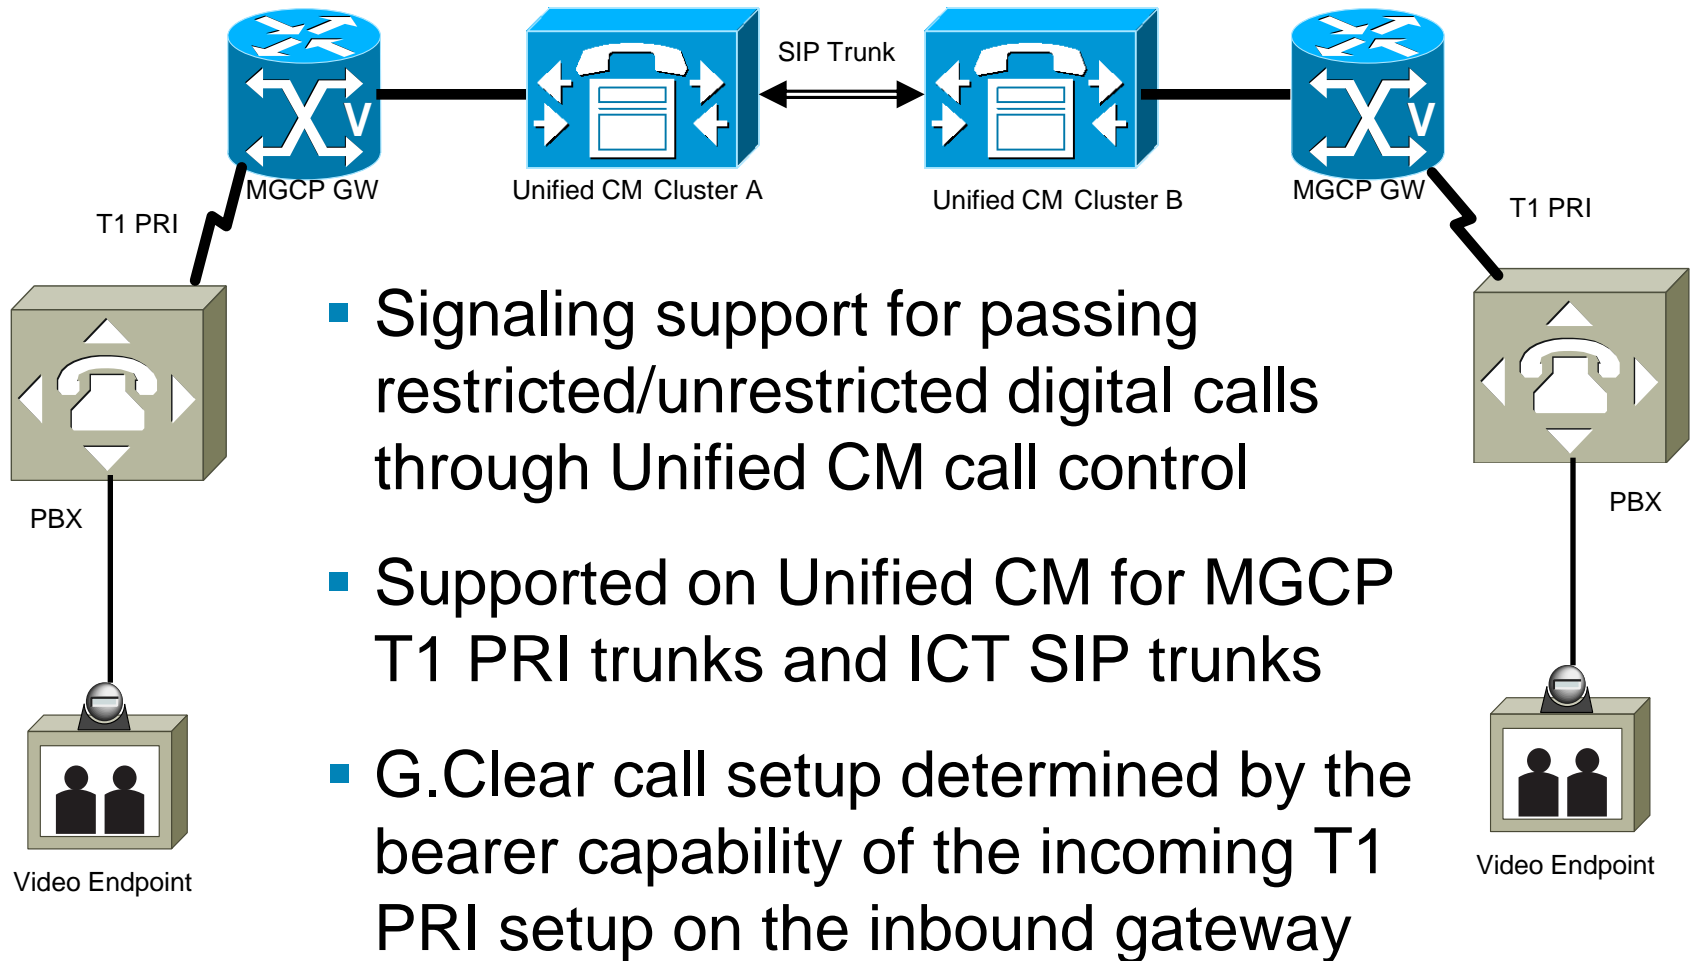 SIP Trunk
V
V
MGCP GW
Unified CM Cluster A
Unified CM Cluster B
MGCP GW
T1 PRI
T1 PRI
Signaling support for passing
restricted/unrestricted digital calls
through Unified CM call control
PBX
PBX
Supported on Unified CM for MGCP
T1 PRI trunks and ICT SIP trunks
G.Clear call setup determined by the
bearer capability of the incoming T1
PRI setup on the inbound gateway
Video Endpoint
Video Endpoint